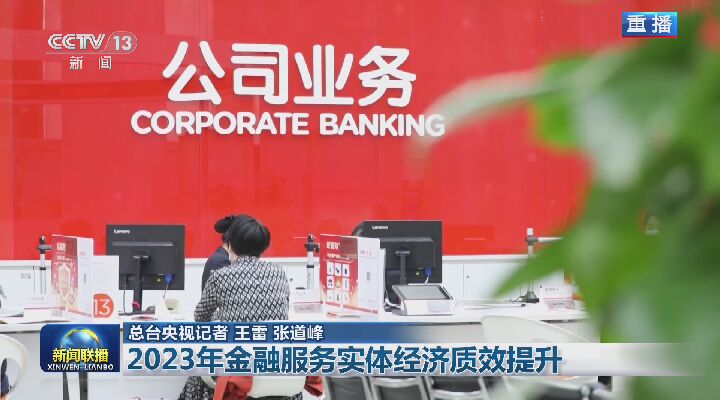 CCTV 13
新闻
重播
公司业务
CORPORATE BANKING
Lenovo
Lenovo
13
总台央视记者 王雷 张道峰
新闻联播
XINWEN-LIANBO
2023年金融服务实体经济质效提升